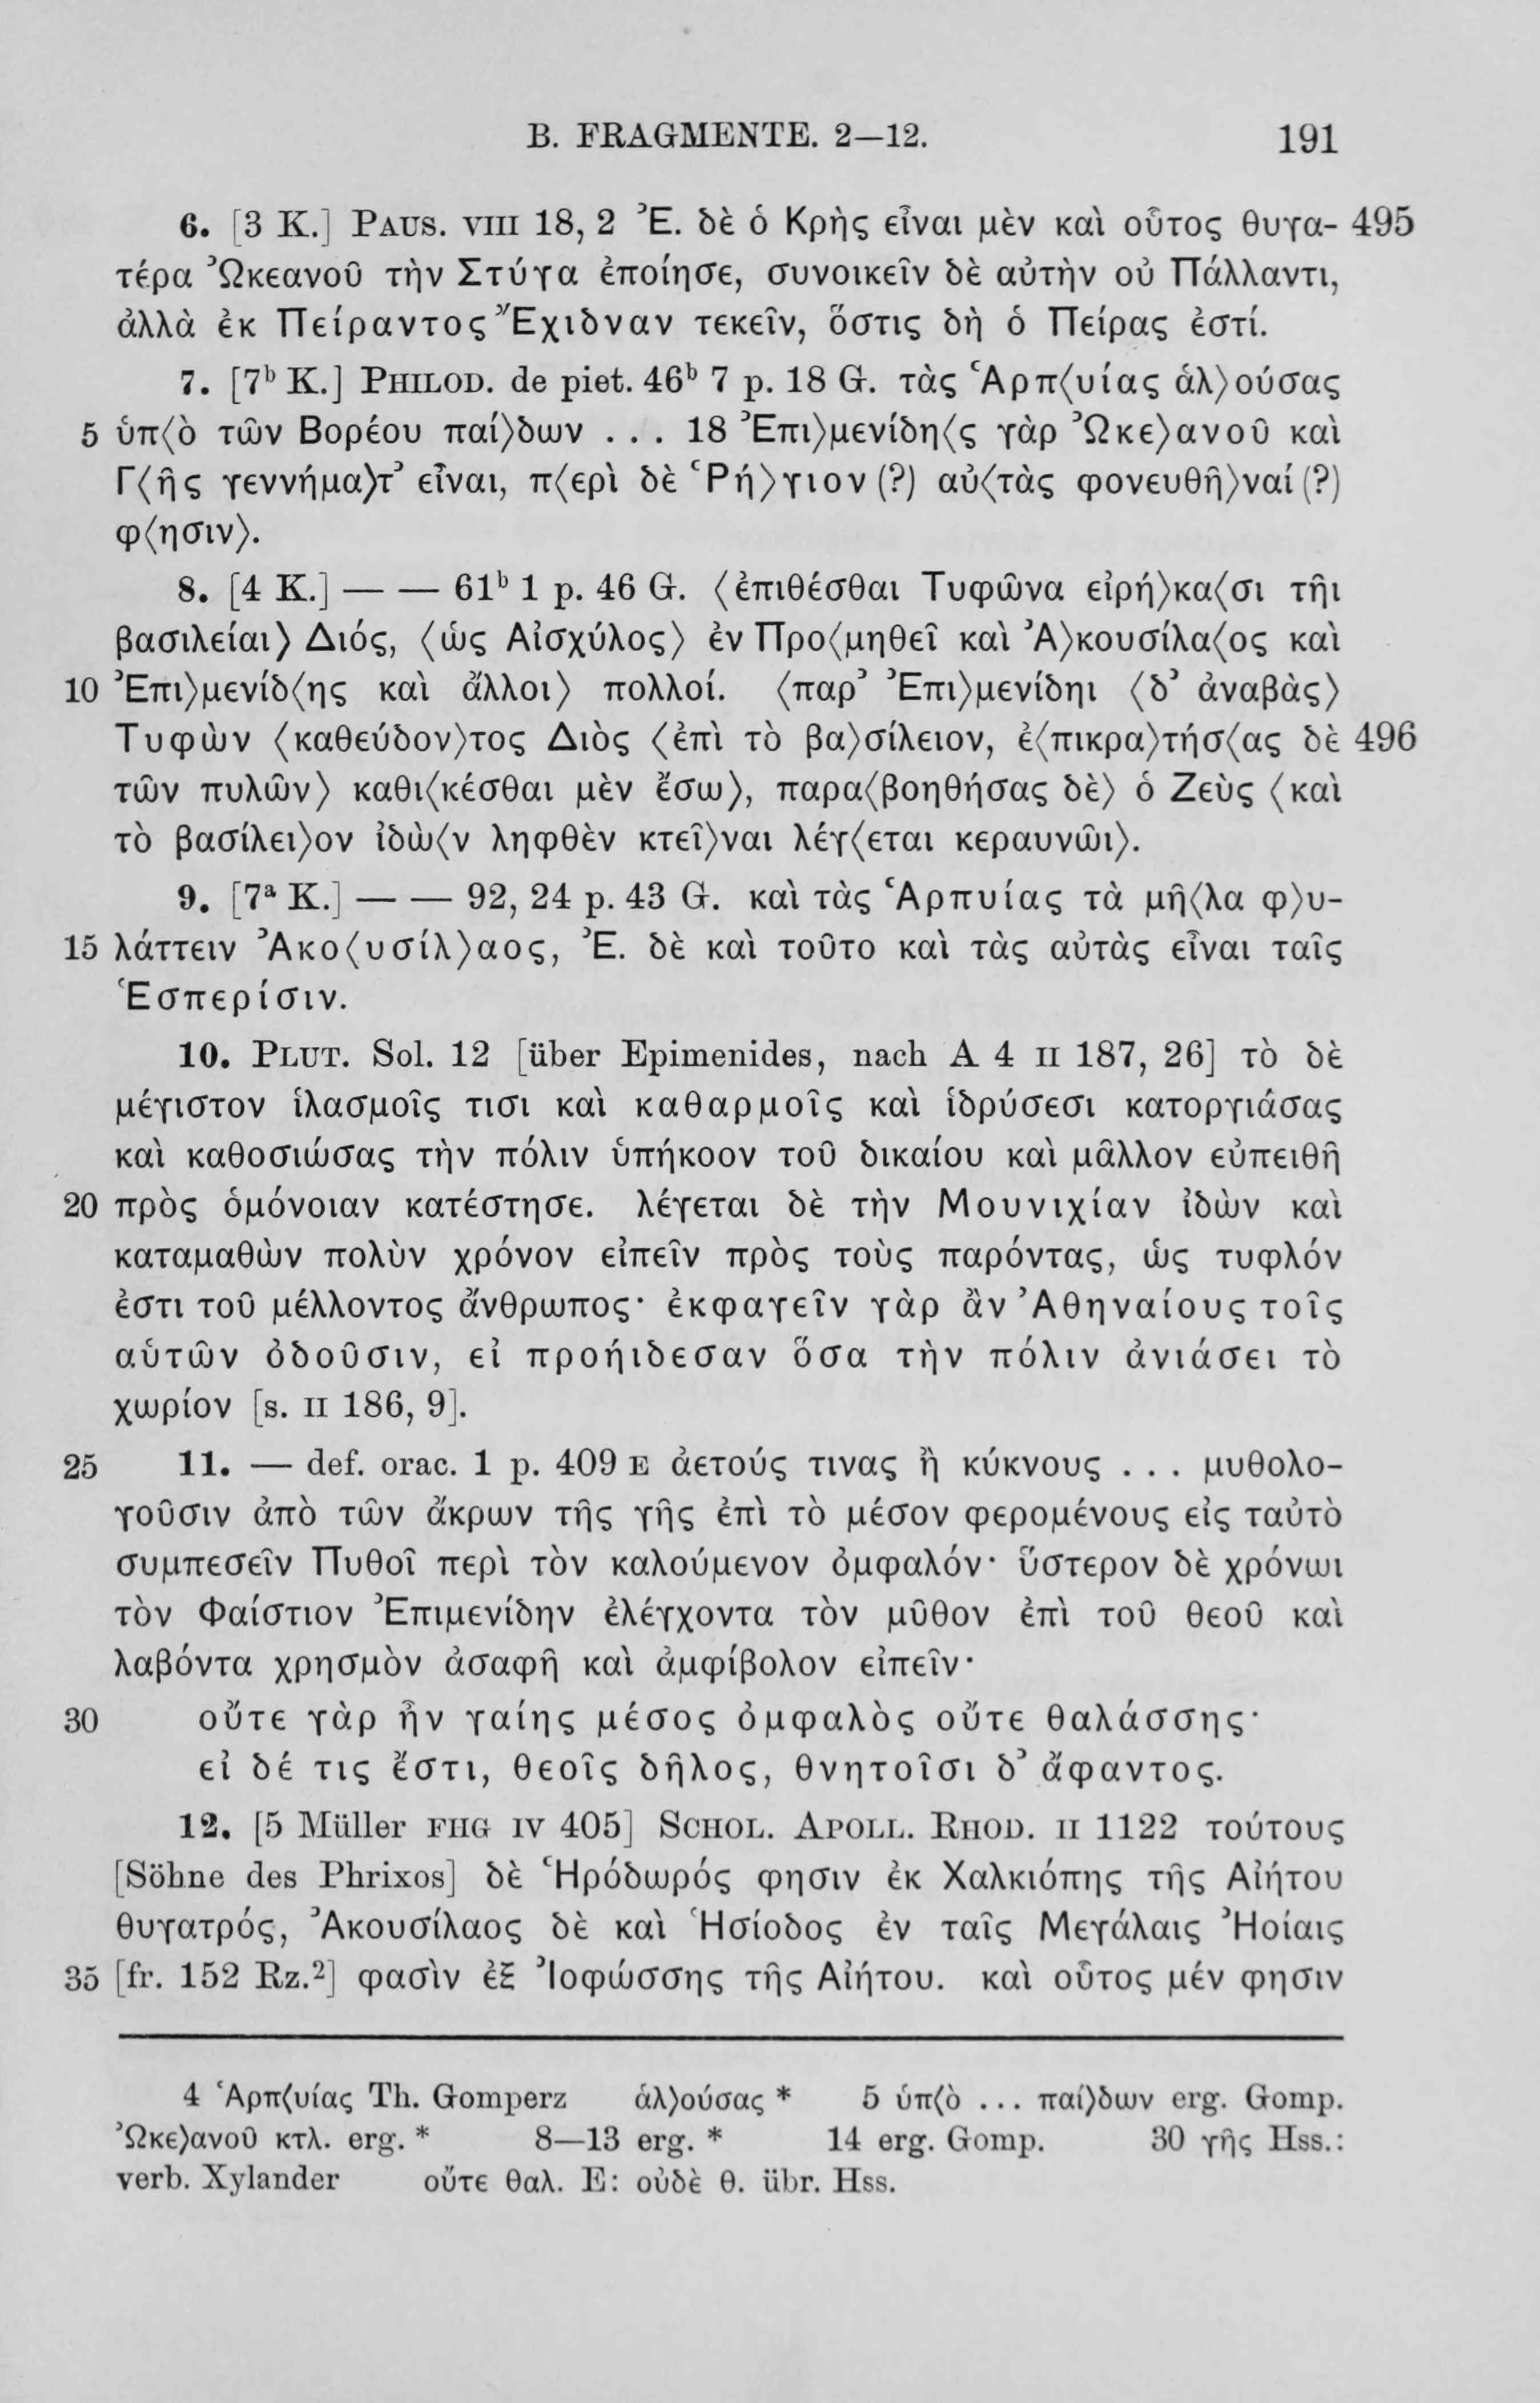 B. FRAGMENTE. 2—12. 191
6. [3 K.] PAUS. VIII 18, 2 Ἐ. δὲ ὁ Κρὴς εἶναι μὲν καὶ οὗτος θυγα- 495
τέρα Ὠκεανοῦ τὴν Στύγα ἐποίησε, συνοικεῖν δὲ αὐτὴν οὐ Πάλλαντι,
ἀλλὰ ἐκ Πείραντος Ἔχιδναν τεκεῖν, ὅστις δὴ ὁ Πείρας ἐστί.
7. [7ᵇ K.] PHILOD. de piet. 46ᵇ 7 p. 18 G. τὰς Ἁρπ⟨υίας ἁλ⟩ούσας
5 ὑπ⟨ὸ τῶν Βορέου παί⟩δων . . . 18 Ἐπι⟩μενίδη⟨ς γὰρ Ὠκε⟩ανοῦ καὶ
Γ⟨ῆς γεννήμα⟩τ’ εἶναι, π⟨ερὶ δὲ Ῥή⟩γιον (?) αὐ⟨τὰς φονευθῆ⟩ναί (?)
φ⟨ησιν⟩.
8. [4 K.] — — 61ᵇ 1 p. 46 G. ⟨ἐπιθέσθαι Τυφῶνα εἰρή⟩κα⟨σι τῆι
βασιλείαι⟩ Διός, ⟨ὡς Αἰσχύλος⟩ ἐν Προ⟨μηθεῖ καὶ Ἀ⟩κουσίλα⟨ος καὶ
10 Ἐπι⟩μενίδ⟨ης καὶ ἄλλοι⟩ πολλοί. ⟨παρ’ Ἐπι⟩μενίδηι ⟨δ’ ἀναβὰς⟩
Τυφὼν ⟨καθεύδον⟩τος Διὸς ⟨ἐπὶ τὸ βα⟩σίλειον, ἐ⟨πικρα⟩τήσ⟨ας δὲ 496
τῶν πυλῶν⟩ καθι⟨κέσθαι μὲν ἔσω⟩, παρα⟨βοηθήσας δὲ⟩ ὁ Ζεὺς ⟨καὶ
τὸ βασίλει⟩ον ἰδὼ⟨ν ληφθὲν κτεῖ⟩ναι λέγ⟨εται κεραυνῶι⟩.
9. [7ᵃ K.] — — 92, 24 p. 43 G. καὶ τὰς Ἁρπυίας τὰ μῆ⟨λα φ⟩υ-
15 λάττειν Ἀκο⟨υσίλ⟩αος, Ἐ. δὲ καὶ τοῦτο καὶ τὰς αὐτὰς εἶναι ταῖς
Ἑσπερίσιν.
10. PLUT. Sol. 12 [über Epimenides, nach A 4 II 187, 26] τὸ δὲ
μέγιστον ἱλασμοῖς τισι καὶ καθαρμοῖς καὶ ἱδρύσεσι κατοργιάσας
καὶ καθοσιώσας τὴν πόλιν ὑπήκοον τοῦ δικαίου καὶ μᾶλλον εὐπειθῆ
20 πρὸς ὁμόνοιαν κατέστησε. λέγεται δὲ τὴν Μουνιχίαν ἰδὼν καὶ
καταμαθὼν πολὺν χρόνον εἰπεῖν πρὸς τοὺς παρόντας, ὡς τυφλόν
ἐστι τοῦ μέλλοντος ἄνθρωπος· ἐκφαγεῖν γὰρ ἂν Ἀθηναίους τοῖς
αὑτῶν ὀδοῦσιν, εἰ προήιδεσαν ὅσα τὴν πόλιν ἀνιάσει τὸ
χωρίον [s. II 186, 9].
25 11. — def. orac. 1 p. 409 E ἀετούς τινας ἢ κύκνους . . . μυθολο-
γοῦσιν ἀπὸ τῶν ἄκρων τῆς γῆς ἐπὶ τὸ μέσον φερομένους εἰς ταὐτὸ
συμπεσεῖν Πυθοῖ περὶ τὸν καλούμενον ὀμφαλόν· ὕστερον δὲ χρόνωι
τὸν Φαίστιον Ἐπιμενίδην ἐλέγχοντα τὸν μῦθον ἐπὶ τοῦ θεοῦ καὶ
λαβόντα χρησμὸν ἀσαφῆ καὶ ἀμφίβολον εἰπεῖν·
30 οὔτε γὰρ ἦν γαίης μέσος ὀμφαλὸς οὔτε θαλάσσης·
εἰ δέ τις ἔστι, θεοῖς δῆλος, θνητοῖσι δ’ ἄφαντος.
12. [5 Müller FHG IV 405] SCHOL. APOLL. RHOD. II 1122 τούτους
[Söhne des Phrixos] δὲ Ἡρόδωρός φησιν ἐκ Χαλκιόπης τῆς Αἰήτου
θυγατρός, Ἀκουσίλαος δὲ καὶ Ἡσίοδος ἐν ταῖς Μεγάλαις Ἠοίαις
35 [fr. 152 Rz.²] φασὶν ἐξ Ἰοφώσσης τῆς Αἰήτου. καὶ οὗτος μέν φησιν
4 Ἁρπ⟨υίας Th. Gomperz ἁλ⟩ούσας * 5 ὑπ⟨ὸ ... παί⟩δων erg. Gomp.
Ὠκε⟩ανοῦ κτλ. erg. * 8—13 erg. * 14 erg. Gomp. 30 γῆς Hss.:
verb. Xylander οὔτε θαλ. E: οὐδὲ θ. übr. Hss.